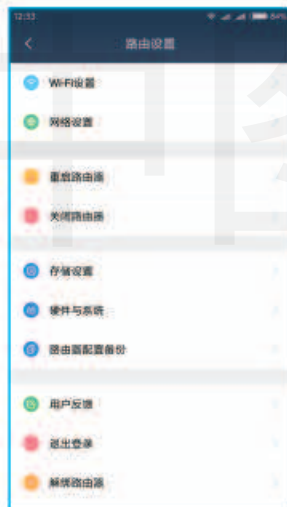 12:53
84%
路由设置
Wi-Fi设置
网络设置
重启路由器
关闭路由器
存储设置
硬件与系统
路由器配置备份
用户反馈
退出登录
解绑路由器